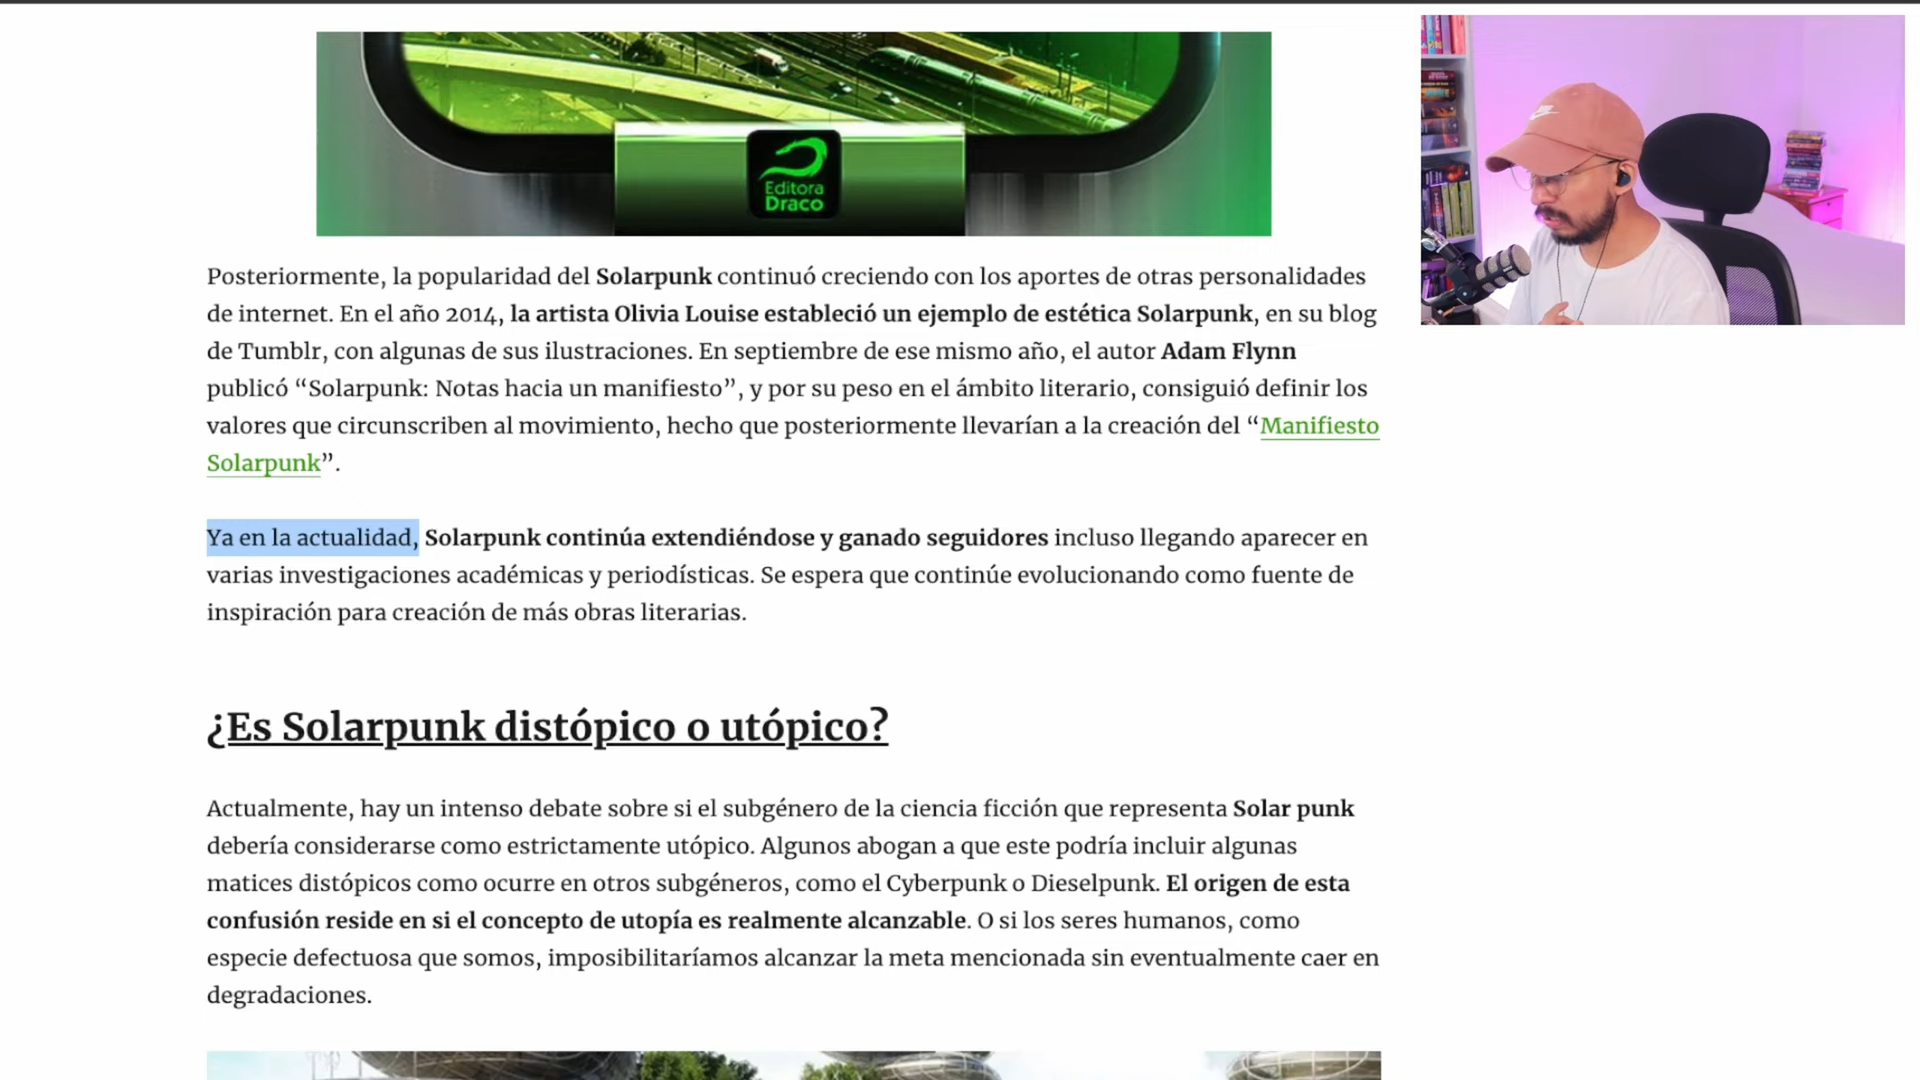 Editora
Draco
Posteriormente, la popularidad del Solarpunk continuó creciendo con los aportes de otras personalidades
de internet. En el año 2014, la artista Olivia Louise estableció un ejemplo de estética Solarpunk, en su blog
de Tumblr, con algunas de sus ilustraciones. En septiembre de ese mismo año, el autor Adam Flynn
publicó “Solarpunk: Notas hacia un manifiesto”, y por su peso en el ámbito literario, consiguió definir los
valores que circunscriben al movimiento, hecho que posteriormente llevarían a la creación del “Manifiesto
Solarpunk”.
Ya en la actualidad, Solarpunk continúa extendiéndose y ganado seguidores incluso llegando aparecer en
varias investigaciones académicas y periodísticas. Se espera que continúe evolucionando como fuente de
inspiración para creación de más obras literarias.
¿Es Solarpunk distópico o utópico?
Actualmente, hay un intenso debate sobre si el subgénero de la ciencia ficción que representa Solar punk
debería considerarse como estrictamente utópico. Algunos abogan a que este podría incluir algunas
matices distópicos como ocurre en otros subgéneros, como el Cyberpunk o Dieselpunk. El origen de esta
confusión reside en si el concepto de utopía es realmente alcanzable. O si los seres humanos, como
especie defectuosa que somos, imposibilitaríamos alcanzar la meta mencionada sin eventualmente caer en
degradaciones.